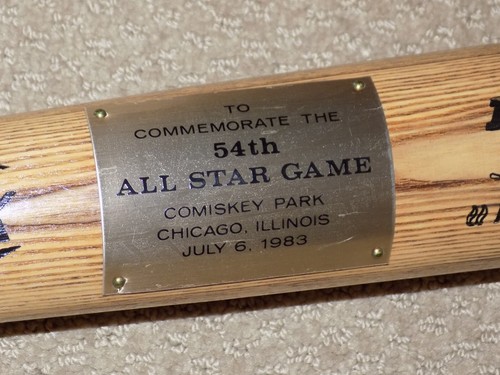 TO
COMMEMORATE THE
54th
ALL STAR GAME
COMISKEY PARK
CHICAGO, ILLINOIS
JULY 6, 1983